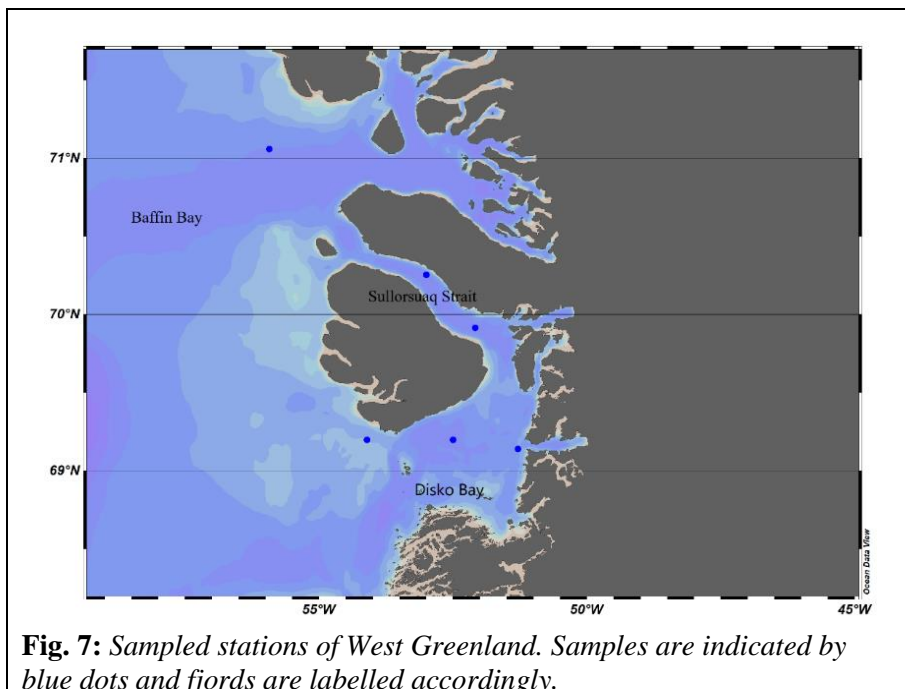 71°N
Baffin Bay
Sullorsuaq Strait
70°N
69°N
Disko Bay
Ocean Data View
55°W 50°W 45°W
Fig. 7: Sampled stations of West Greenland. Samples are indicated by
blue dots and fjords are labelled accordingly.